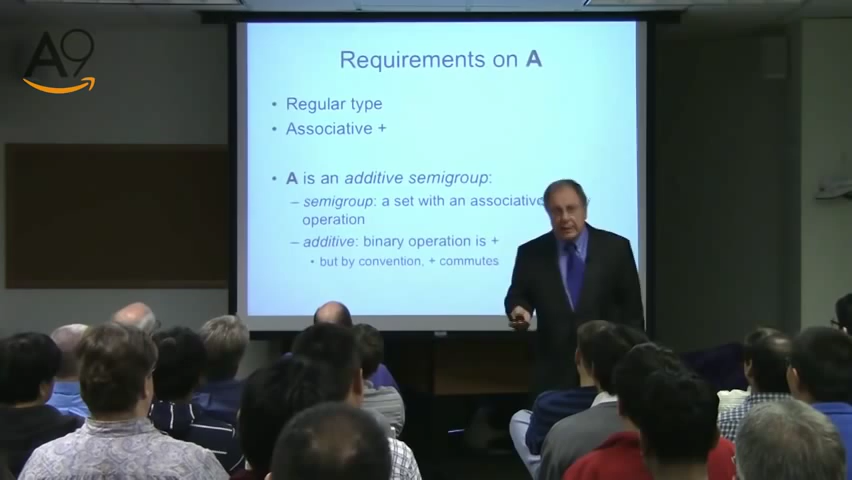 A9
Requirements on A
• Regular type
• Associative +
• A is an additive semigroup:
– semigroup: a set with an associative
operation
– additive: binary operation is +
• but by convention, + commutes